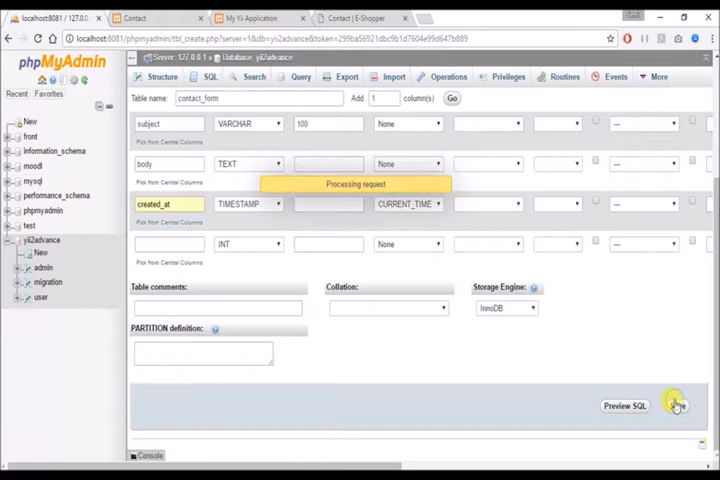 localhost:8081 / 127.0.0.1
Contact
My Yii Application
Contact | E-Shopper
localhost:8081/phpmyadmin/tbl_create.php?server=1&db=yii2advance&token=299ba56921dbc9b1d7604e99d647b889
phpMyAdmin
Server: 127.0.0.1 » Database: yii2advance
Structure SQL Search Query Export Import Operations Privileges Routines Events More
Recent Favorites
Table name: contact_form Add 1 column(s) Go
New
front
information_schema
moodl
mysql
performance_schema
phpmyadmin
test
yii2advance
New
admin
migration
user
subject VARCHAR 100 None ---
Pick from Central Columns
body TEXT None ---
Pick from Central Columns
Processing request
created_at TIMESTAMP CURRENT_TIME ---
Pick from Central Columns
INT None ---
Pick from Central Columns
Table comments: Collation: Storage Engine:
InnoDB
PARTITION definition:
Preview SQL
Console